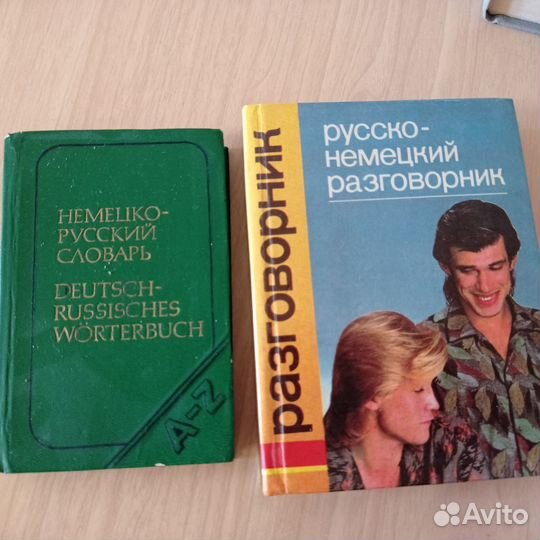 НЕМЕЦКО-
РУССКИЙ
СЛОВАРЬ
DEUTSCH-
RUSSISCHES
WÖRTERBUCH
A-Z
разговорник
русско-
немецкий
разговорник
Avito